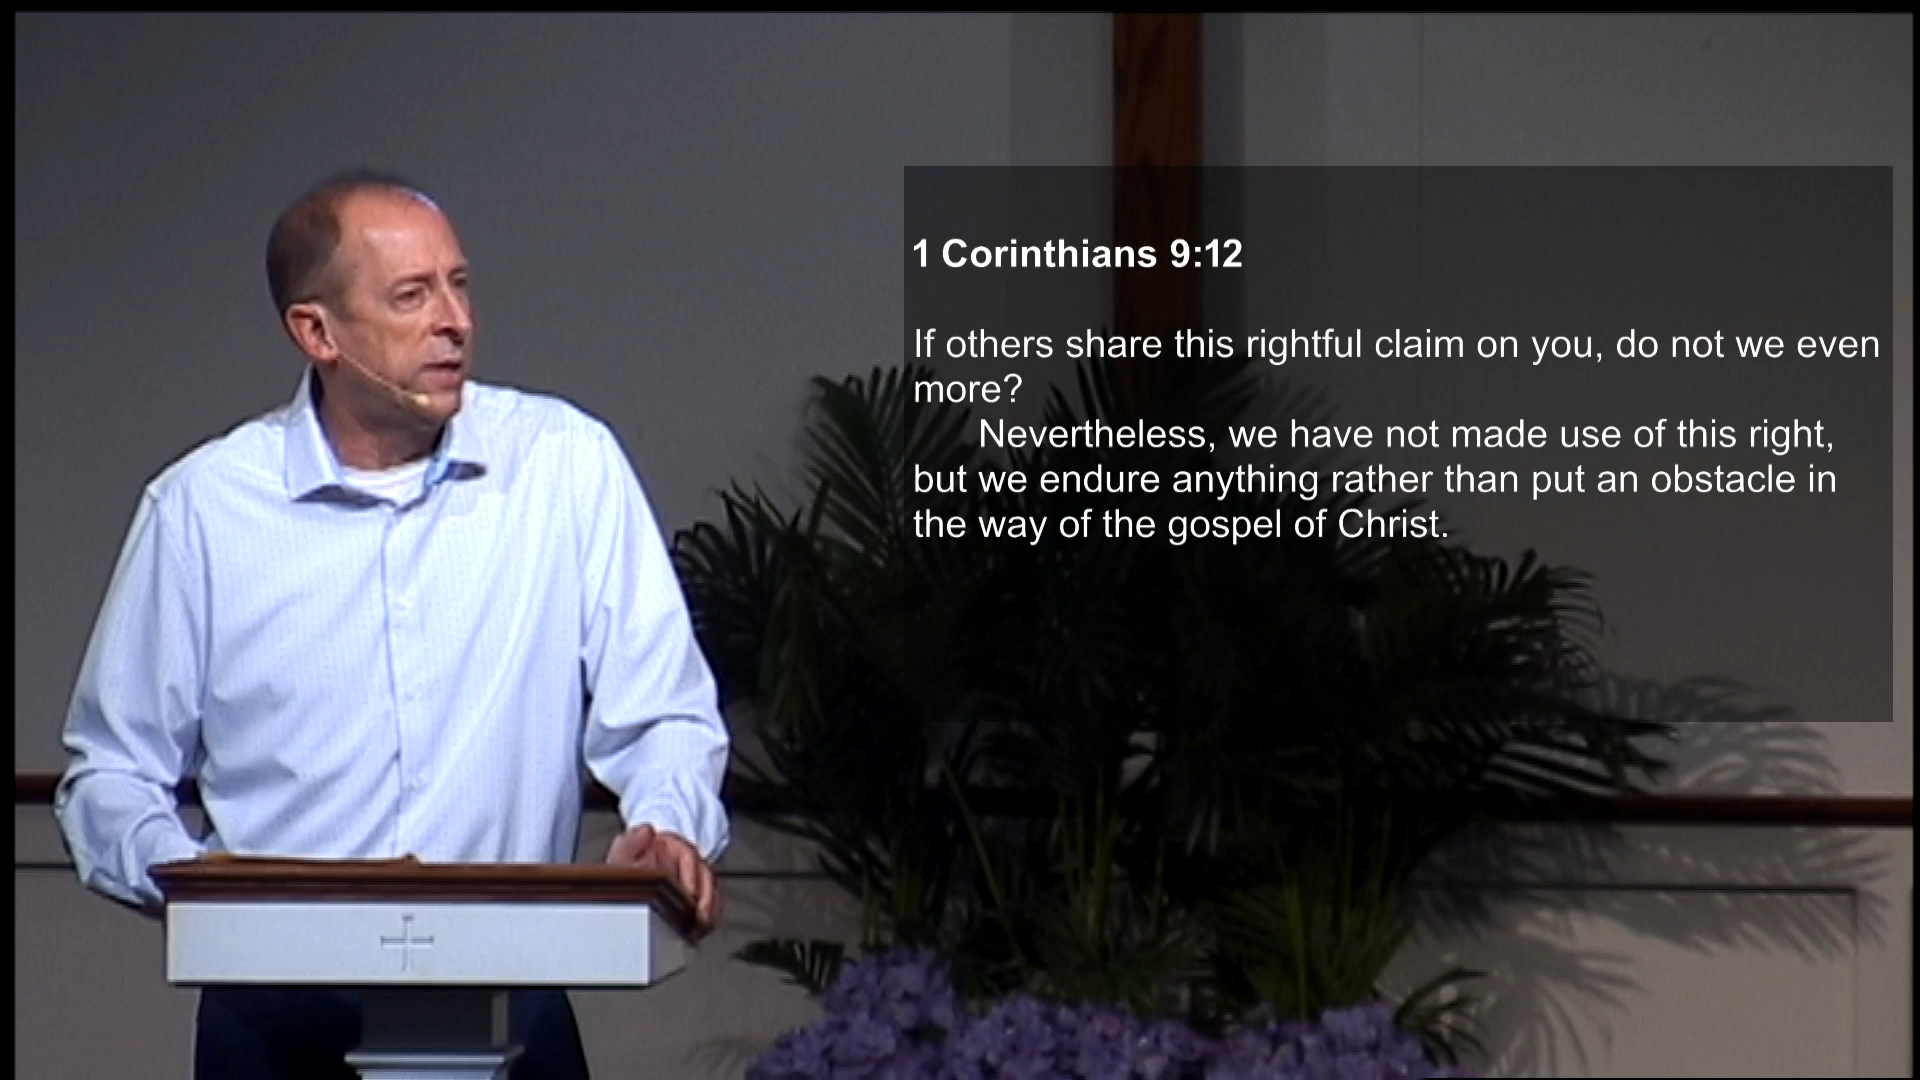 1 Corinthians 9:12
If others share this rightful claim on you, do not we even
more?
Nevertheless, we have not made use of this right,
but we endure anything rather than put an obstacle in
the way of the gospel of Christ.